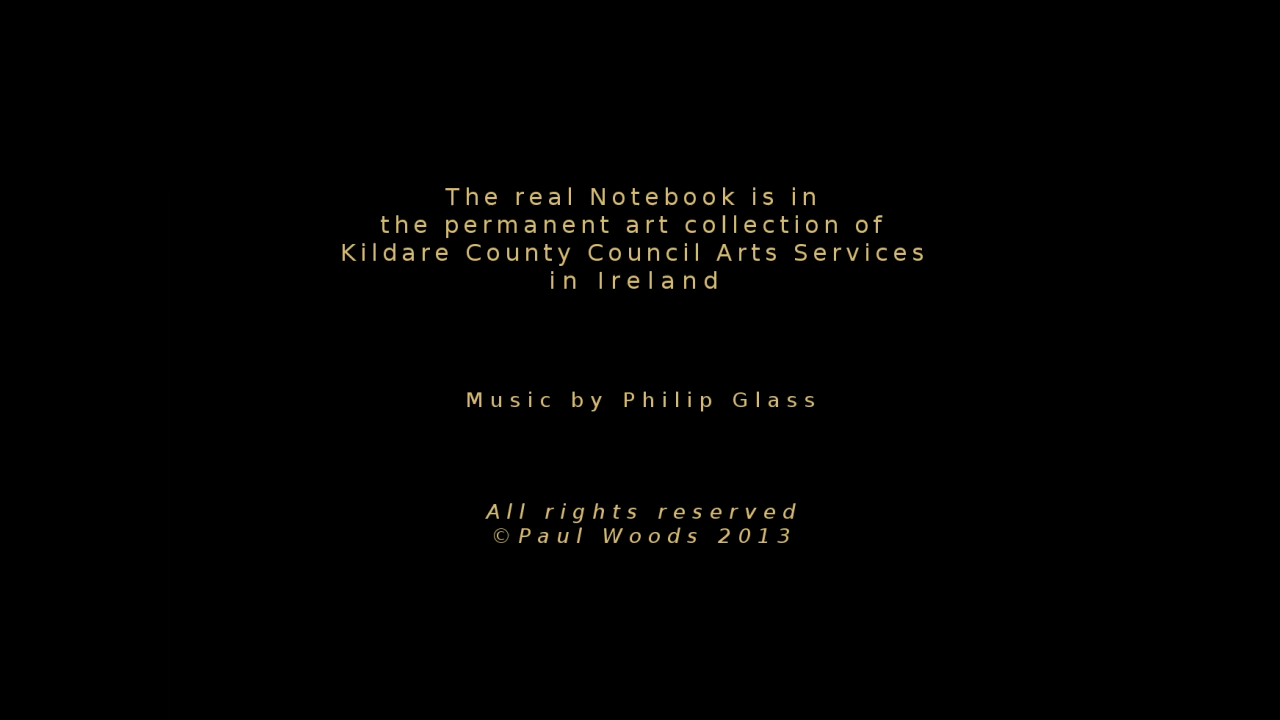 The real Notebook is in
the permanent art collection of
Kildare County Council Arts Services
in Ireland
Music by Philip Glass
All rights reserved
©Paul Woods 2013